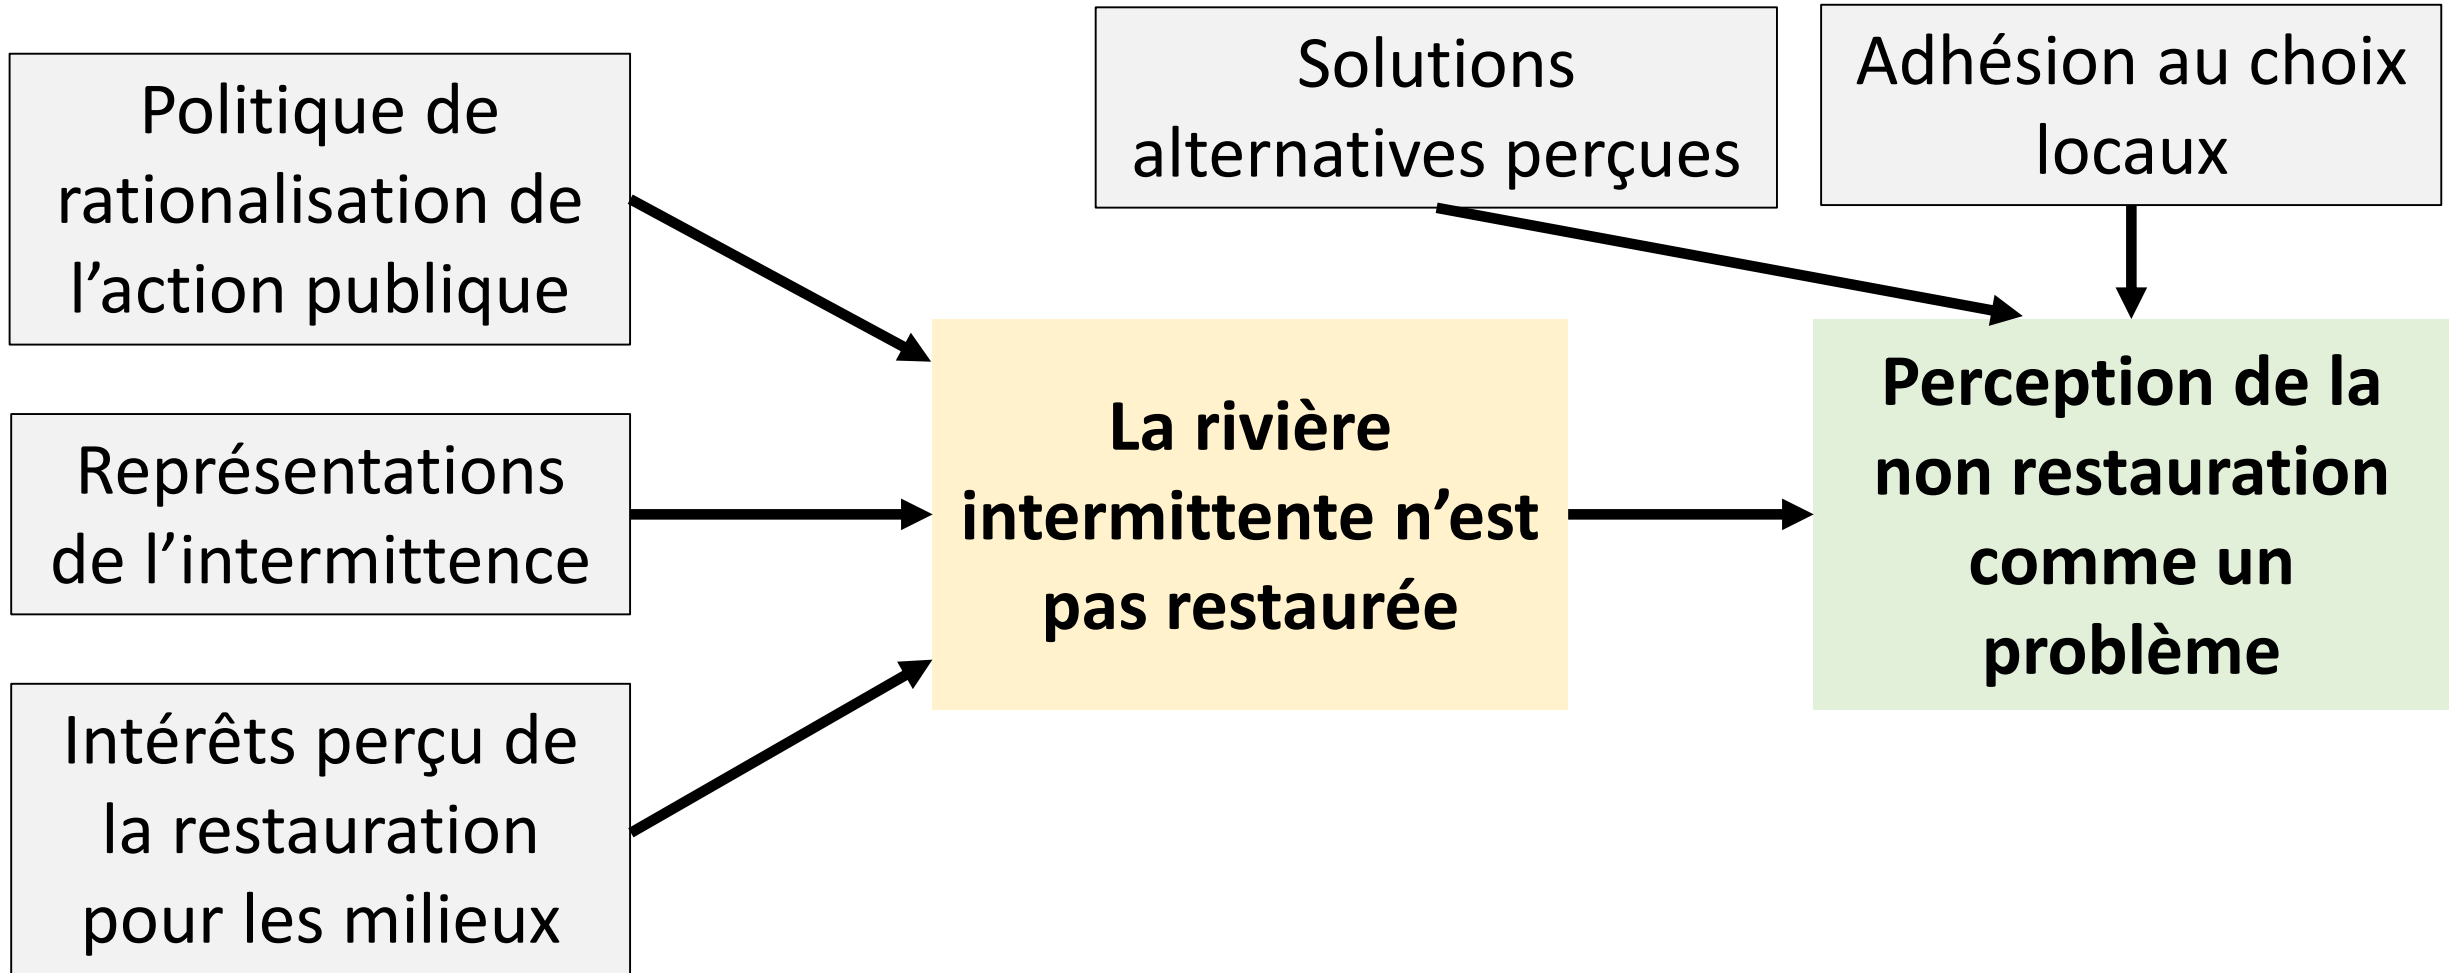 Politique de
rationalisation de
l’action publique
Représentations
de l’intermittence
Intérêts perçu de
la restauration
pour les milieux
La rivière
intermittente n’est
pas restaurée
Solutions
alternatives perçues
Adhésion au choix
locaux
Perception de la
non restauration
comme un
problème